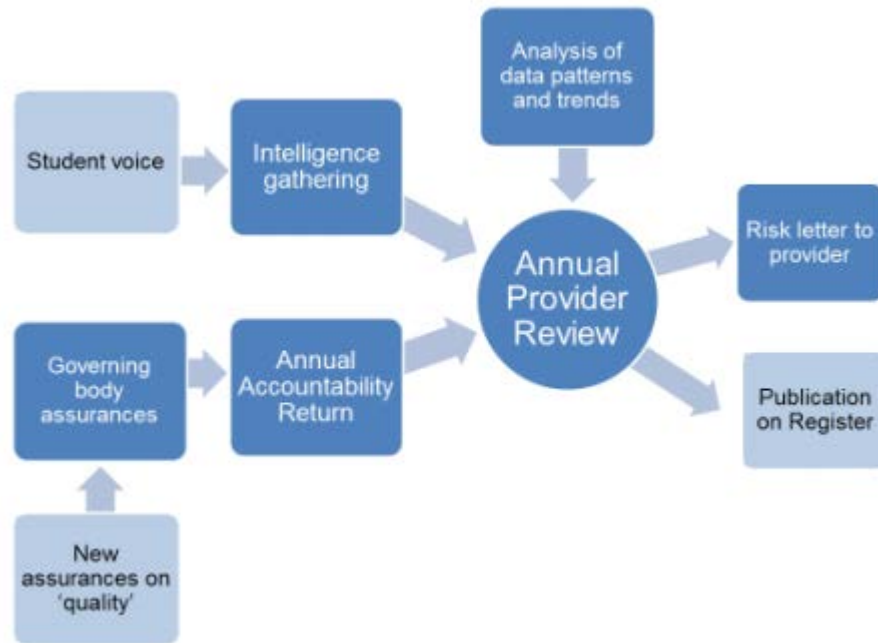 Analysis of
data patterns
and trends
Student voice
Intelligence
gathering
Annual
Provider
Review
Risk letter to
provider
Governing
body
assurances
Annual
Accountability
Return
Publication
on Register
New
assurances on
‘quality’